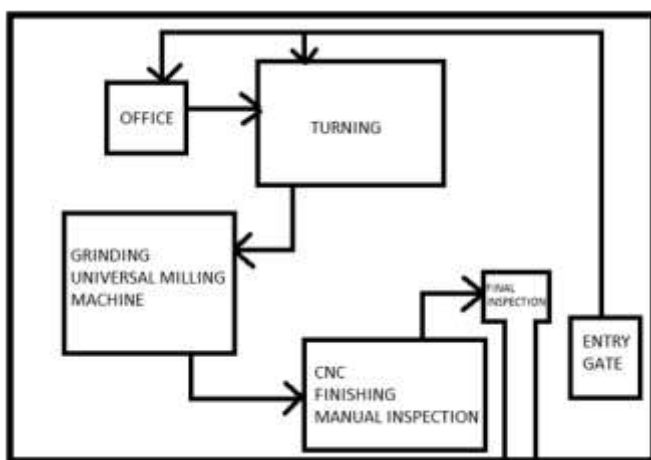 OFFICE
TURNING
GRINDING
UNIVERSAL MILLING
MACHINE
FINAL
INSPECTION
ENTRY
GATE
CNC
FINISHING
MANUAL INSPECTION